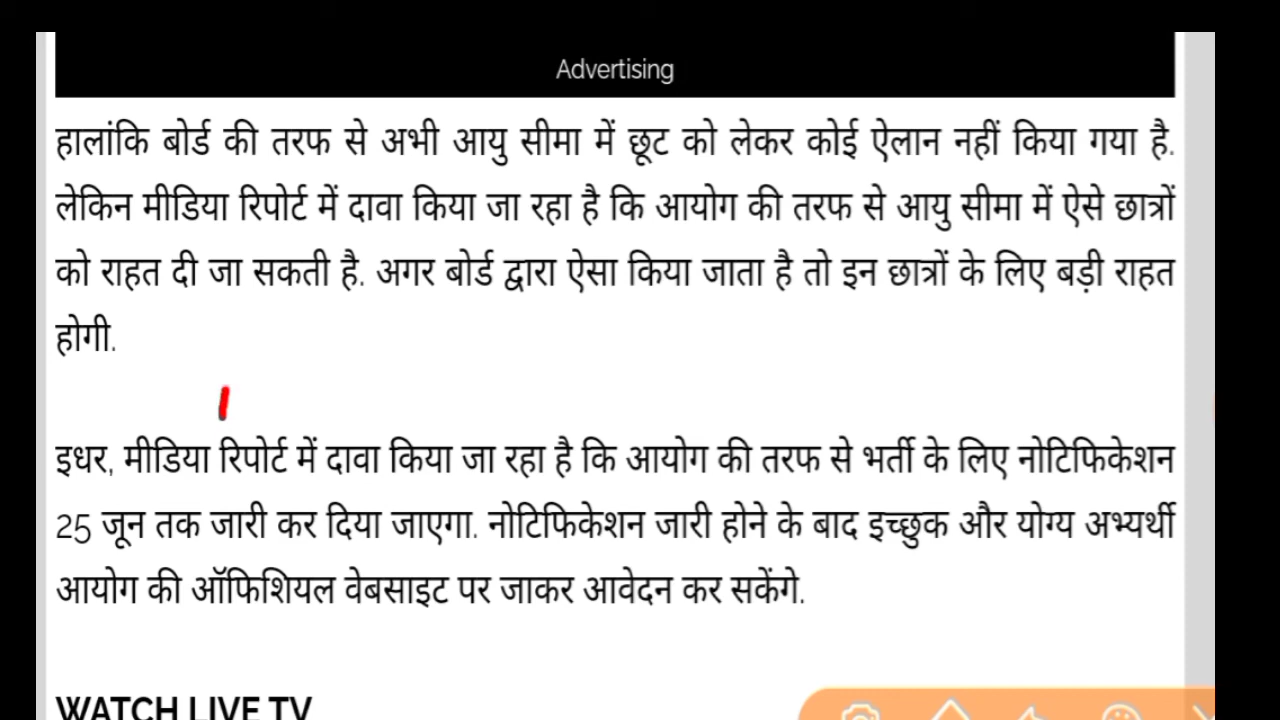 Advertising
हालांकि बोर्ड की तरफ से अभी आयु सीमा में छूट को लेकर कोई ऐलान नहीं किया गया है.
लेकिन मीडिया रिपोर्ट में दावा किया जा रहा है कि आयोग की तरफ से आयु सीमा में ऐसे छात्रों
को राहत दी जा सकती है. अगर बोर्ड द्वारा ऐसा किया जाता है तो इन छात्रों के लिए बड़ी राहत
होगी.
इधर, मीडिया रिपोर्ट में दावा किया जा रहा है कि आयोग की तरफ से भर्ती के लिए नोटिफिकेशन
25 जून तक जारी कर दिया जाएगा. नोटिफिकेशन जारी होने के बाद इच्छुक और योग्य अभ्यर्थी
आयोग की ऑफिशियल वेबसाइट पर जाकर आवेदन कर सकेंगे.
WATCH LIVE TV